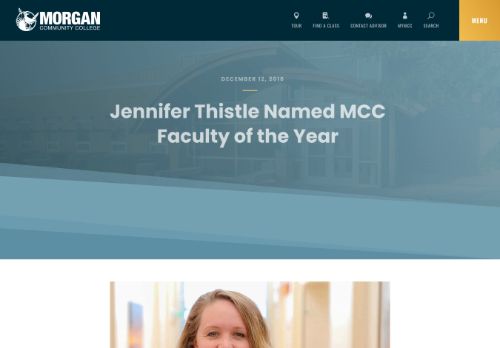 MORGAN
COMMUNITY COLLEGE
TOUR
FIND A CLASS
CONTACT ADVISOR
MYMCC
SEARCH
MENU
DECEMBER 12, 2018
Jennifer Thistle Named MCC
Faculty of the Year